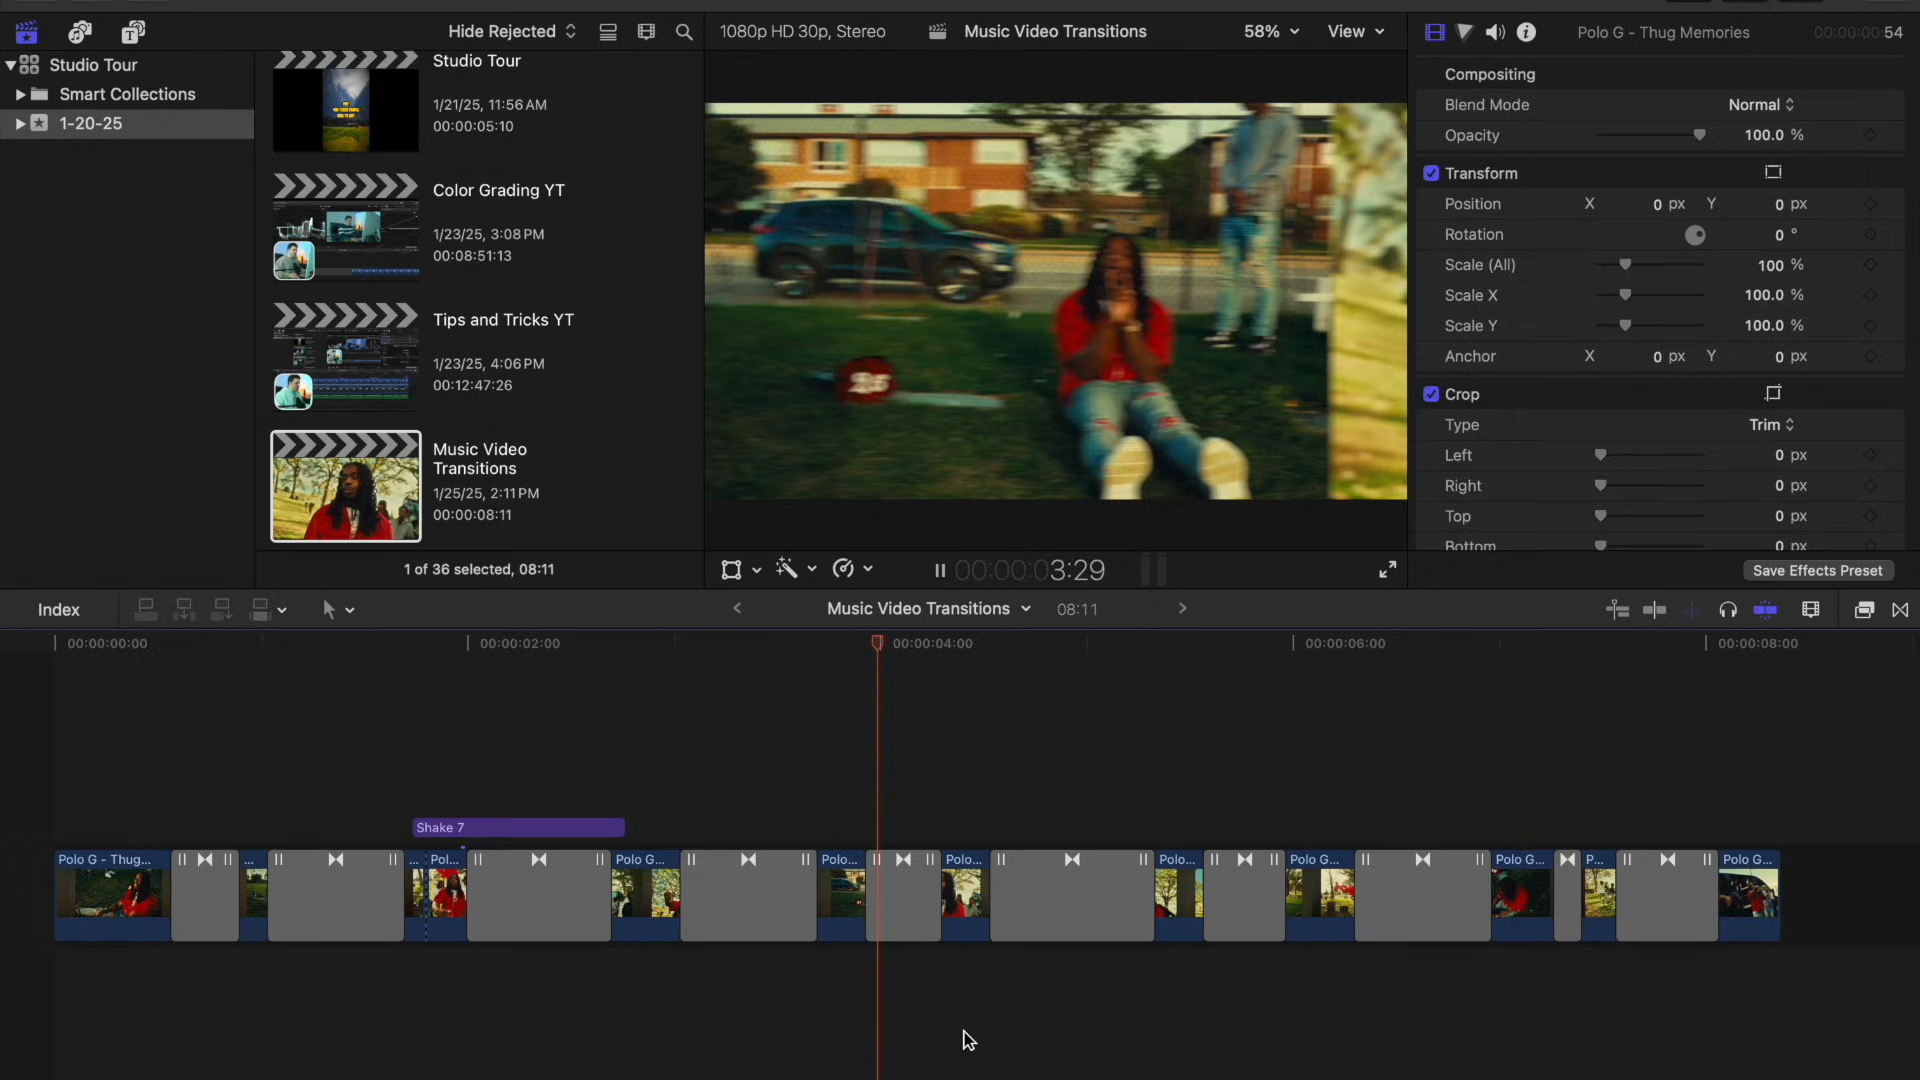 Hide Rejected
1080p HD 30p, Stereo
Music Video Transitions
58%
View
Polo G - Thug Memories
00:00:00:54
Studio Tour
Smart Collections
1-20-25
Studio Tour
1/21/25, 11:56 AM
00:00:05:10
Color Grading YT
1/23/25, 3:08 PM
00:08:51:13
Tips and Tricks YT
1/23/25, 4:06 PM
00:12:47:26
Music Video
Transitions
1/25/25, 2:11 PM
00:00:08:11
1 of 36 selected, 08:11
00:00:00:03:29
Compositing
Blend Mode Normal
Opacity 100.0 %
Transform
Position X 0 px Y 0 px
Rotation 0 °
Scale (All) 100 %
Scale X 100.0 %
Scale Y 100.0 %
Anchor X 0 px Y 0 px
Crop
Type Trim
Left 0 px
Right 0 px
Top 0 px
Bottom 0 px
Save Effects Preset
Index
Music Video Transitions
08:11
00:00:00:00
00:00:02:00
00:00:04:00
00:00:06:00
00:00:08:00
Shake 7
Polo G - Thug...
...
...
Pol...
Polo G...
Polo...
Polo...
Polo...
Polo G...
Polo G...
P...
Polo G...